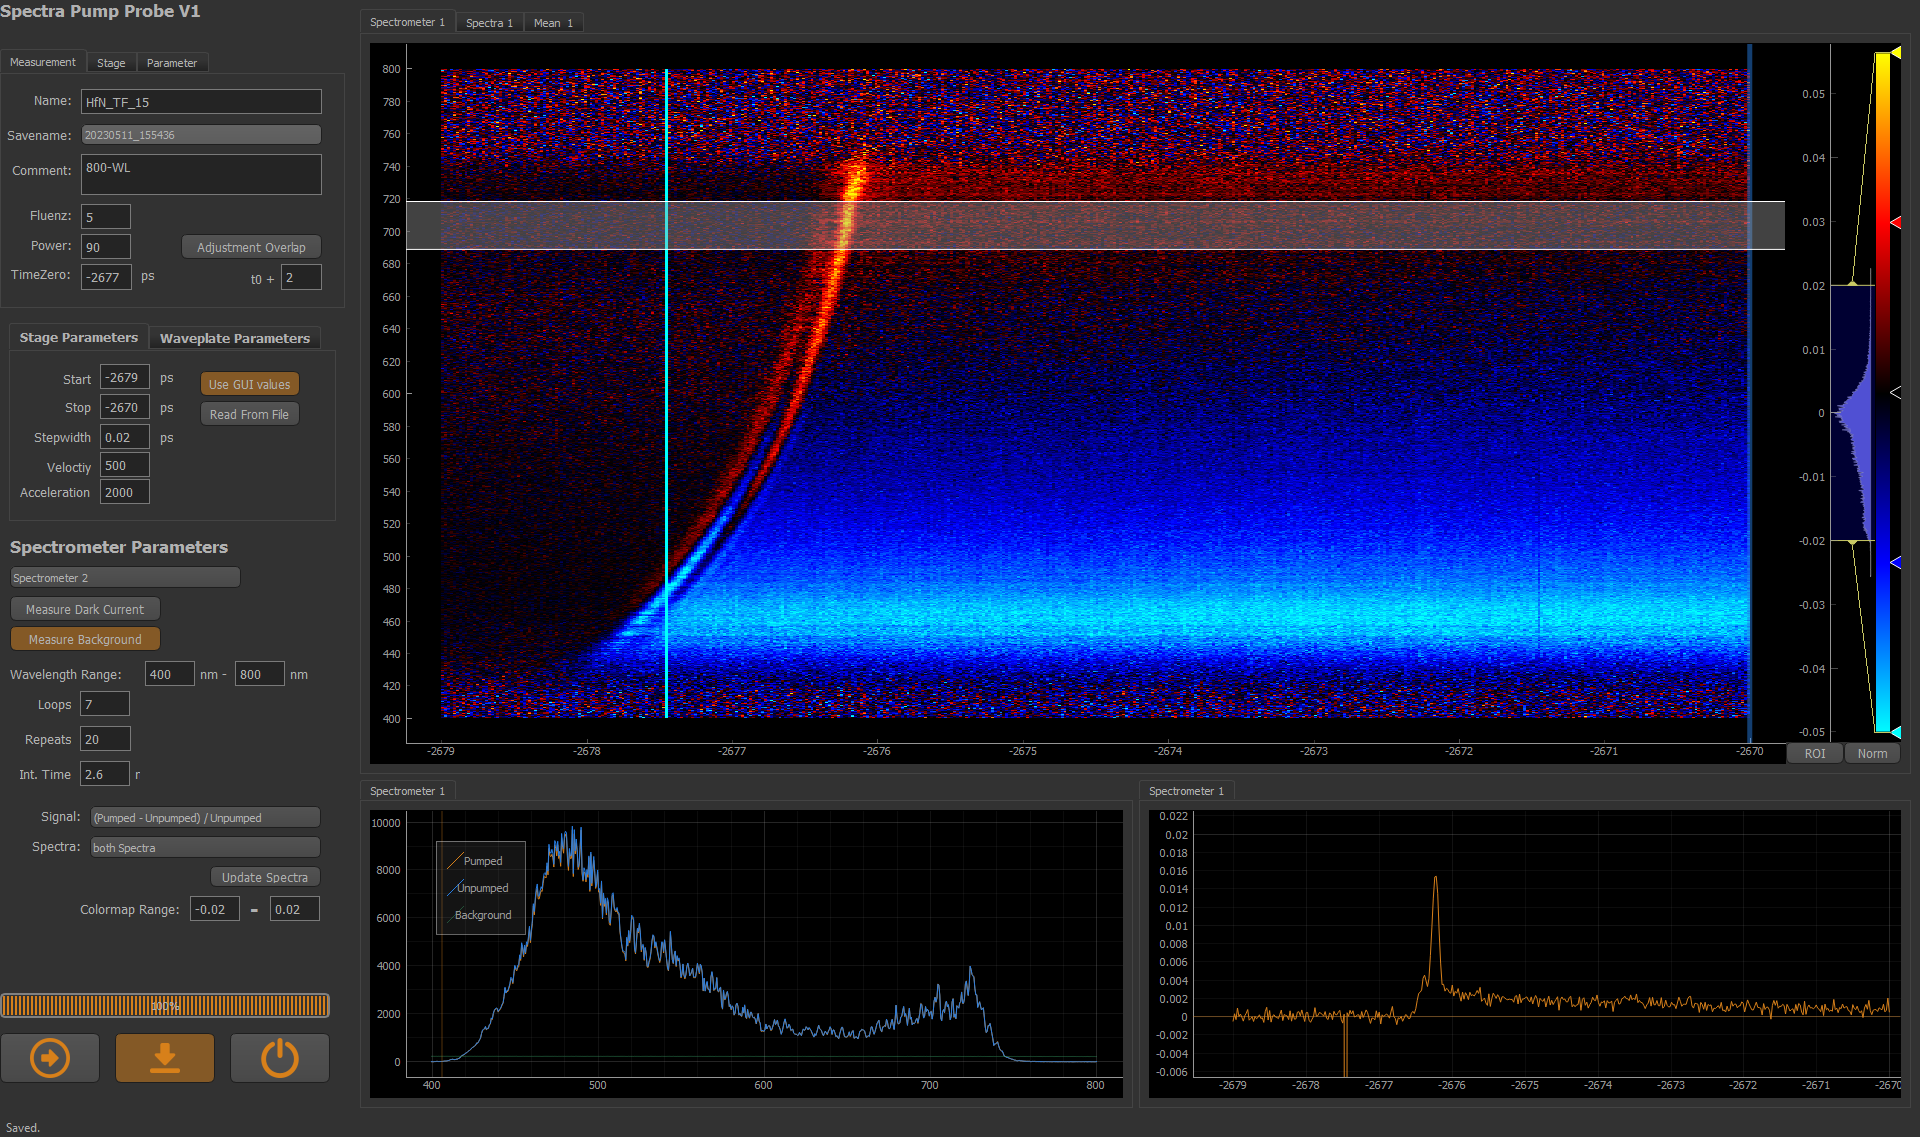 Spectra Pump Probe V1
Measurement Stage Parameter
Name: HfN_TF_15
Savename: 20230511_155436
Comment: 800-WL
Fluenz: 5
Power: 90 Adjustment Overlap
TimeZero: -2677 ps t0 + 2
Stage Parameters Waveplate Parameters
Start -2679 ps Use GUI values
Stop -2670 ps Read From File
Stepwidth 0.02 ps
Veloctiy 500
Acceleration 2000
Spectrometer Parameters
Spectrometer 2
Measure Dark Current
Measure Background
Wavelength Range: 400 nm - 800 nm
Loops 7
Repeats 20
Int. Time 2.6 r
Signal: (Pumped - Unpumped) / Unpumped
Spectra: both Spectra
Update Spectra
Colormap Range: -0.02 - 0.02
100%
Saved.
Spectrometer 1 Spectra 1 Mean 1
800
780
760
740
720
700
680
660
640
620
600
580
560
540
520
500
480
460
440
420
400
-2679 -2678 -2677 -2676 -2675 -2674 -2673 -2672 -2671 -2670
0.05
0.04
0.03
0.02
0.01
0
-0.01
-0.02
-0.03
-0.04
-0.05
ROI Norm
Spectrometer 1
10000
8000
6000
4000
2000
0
Pumped
Unpumped
Background
400 500 600 700 800
Spectrometer 1
0.022
0.02
0.018
0.016
0.014
0.012
0.01
0.008
0.006
0.004
0.002
0
-0.002
-0.004
-0.006
-2679 -2678 -2677 -2676 -2675 -2674 -2673 -2672 -2671 -2670